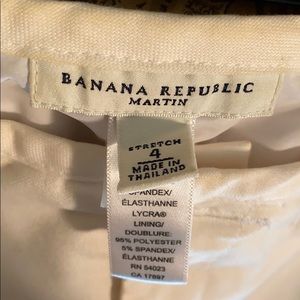 BANANA REPUBLIC
MARTIN
STRETCH
4
MADE IN
THAILAND
SPANDEX/
ÉLASTHANNE
LYCRA®
LINING/
DOUBLURE:
95% POLYESTER
5% SPANDEX/
ÉLASTHANNE
RN 54023
CA 17897